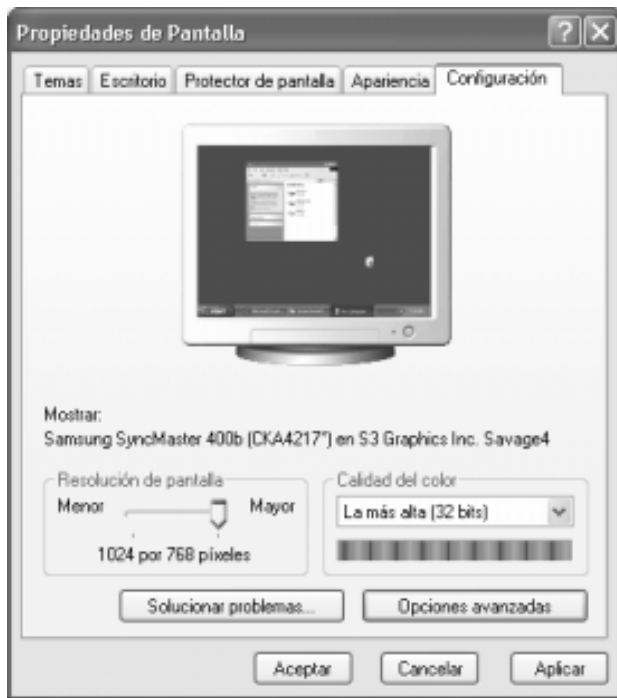 Propiedades de Pantalla
Temas Escritorio Protector de pantalla Apariencia Configuración
Mostrar:
Samsung SyncMaster 400b (CKA4217") en S3 Graphics Inc. Savage4
Resolución de pantalla
Menor Mayor
1024 por 768 píxeles
Calidad del color
La más alta (32 bits)
Solucionar problemas... Opciones avanzadas
Aceptar Cancelar Aplicar